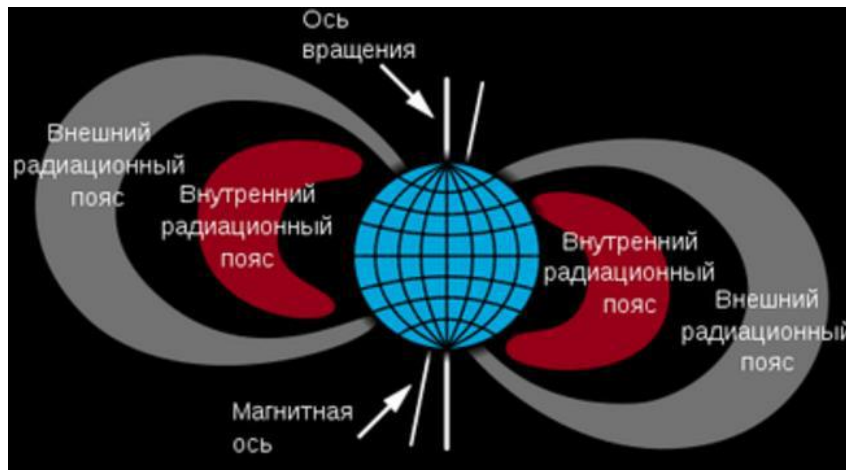 Ось
вращения
Внешний
радиационный
пояс
Внутренний
радиационный
пояс
Внутренний
радиационный
пояс
Внешний
радиационный
пояс
Магнитная
ось